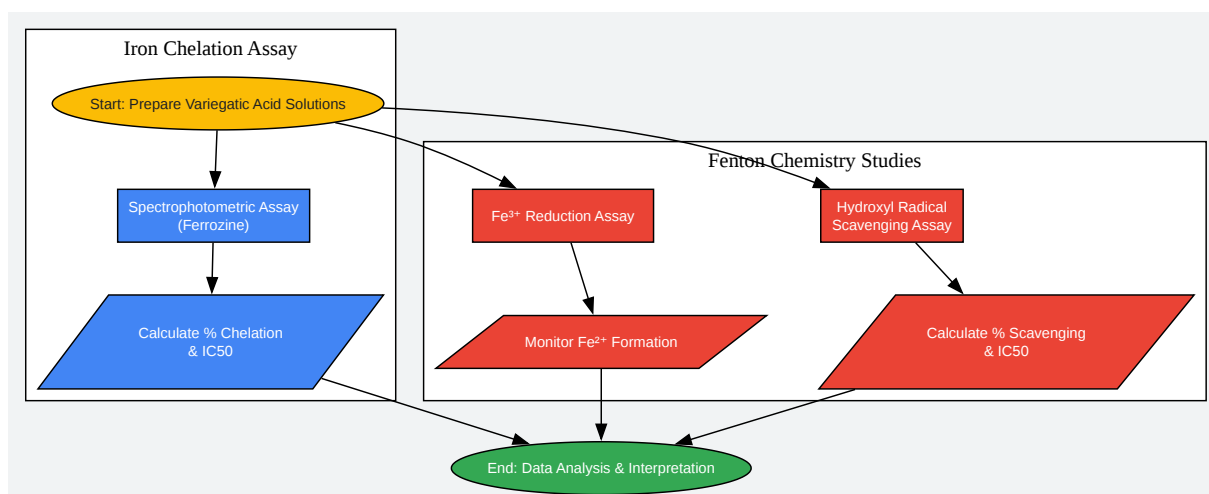 Iron Chelation Assay
Start: Prepare Variegatic Acid Solutions
Spectrophotometric Assay
(Ferrozine)
Calculate % Chelation
& IC50
Fenton Chemistry Studies
Fe³⁺ Reduction Assay
Monitor Fe²⁺ Formation
Hydroxyl Radical
Scavenging Assay
Calculate % Scavenging
& IC50
End: Data Analysis & Interpretation